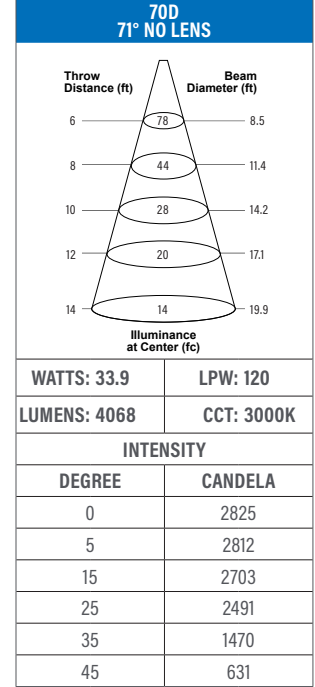 70D
71° NO LENS
Throw
Distance (ft)
Beam
Diameter (ft)
6 78 8.5
8 44 11.4
10 28 14.2
12 20 17.1
14 14 19.9
Illuminance
at Center (fc)
WATTS: 33.9 LPW: 120
LUMENS: 4068 CCT: 3000K
INTENSITY
DEGREE CANDELA
0 2825
5 2812
15 2703
25 2491
35 1470
45 631